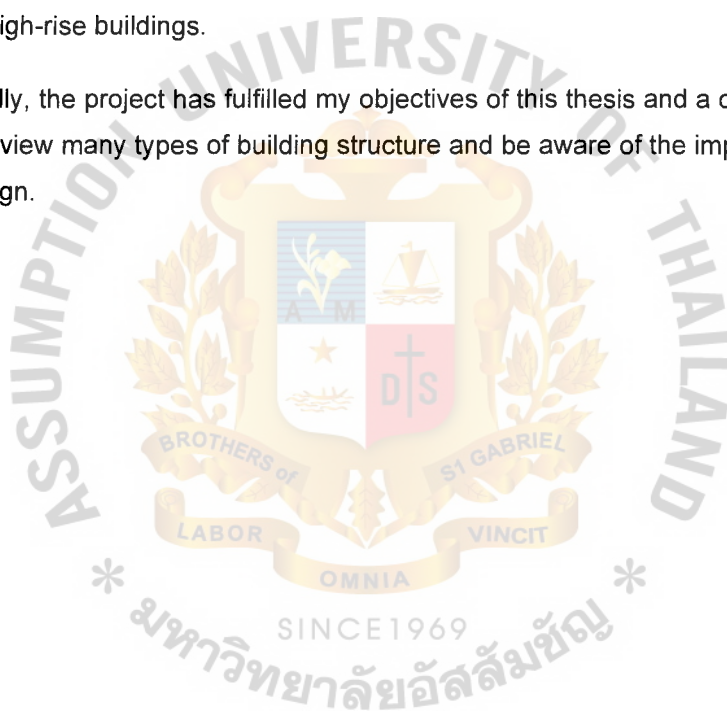 igh-rise buildings.
lly, the project has fulfilled my objectives of this thesis and a c
view many types of building structure and be aware of the imp
gn.
ASSUMPTION UNIVERSITY OF THAILAND
A M
D S
BROTHERS of
S1 GABRIEL
LABOR
VINCIT
OMNIA
* SINCE1969 *
มหาวิทยาลัยอัสสัมชัญ